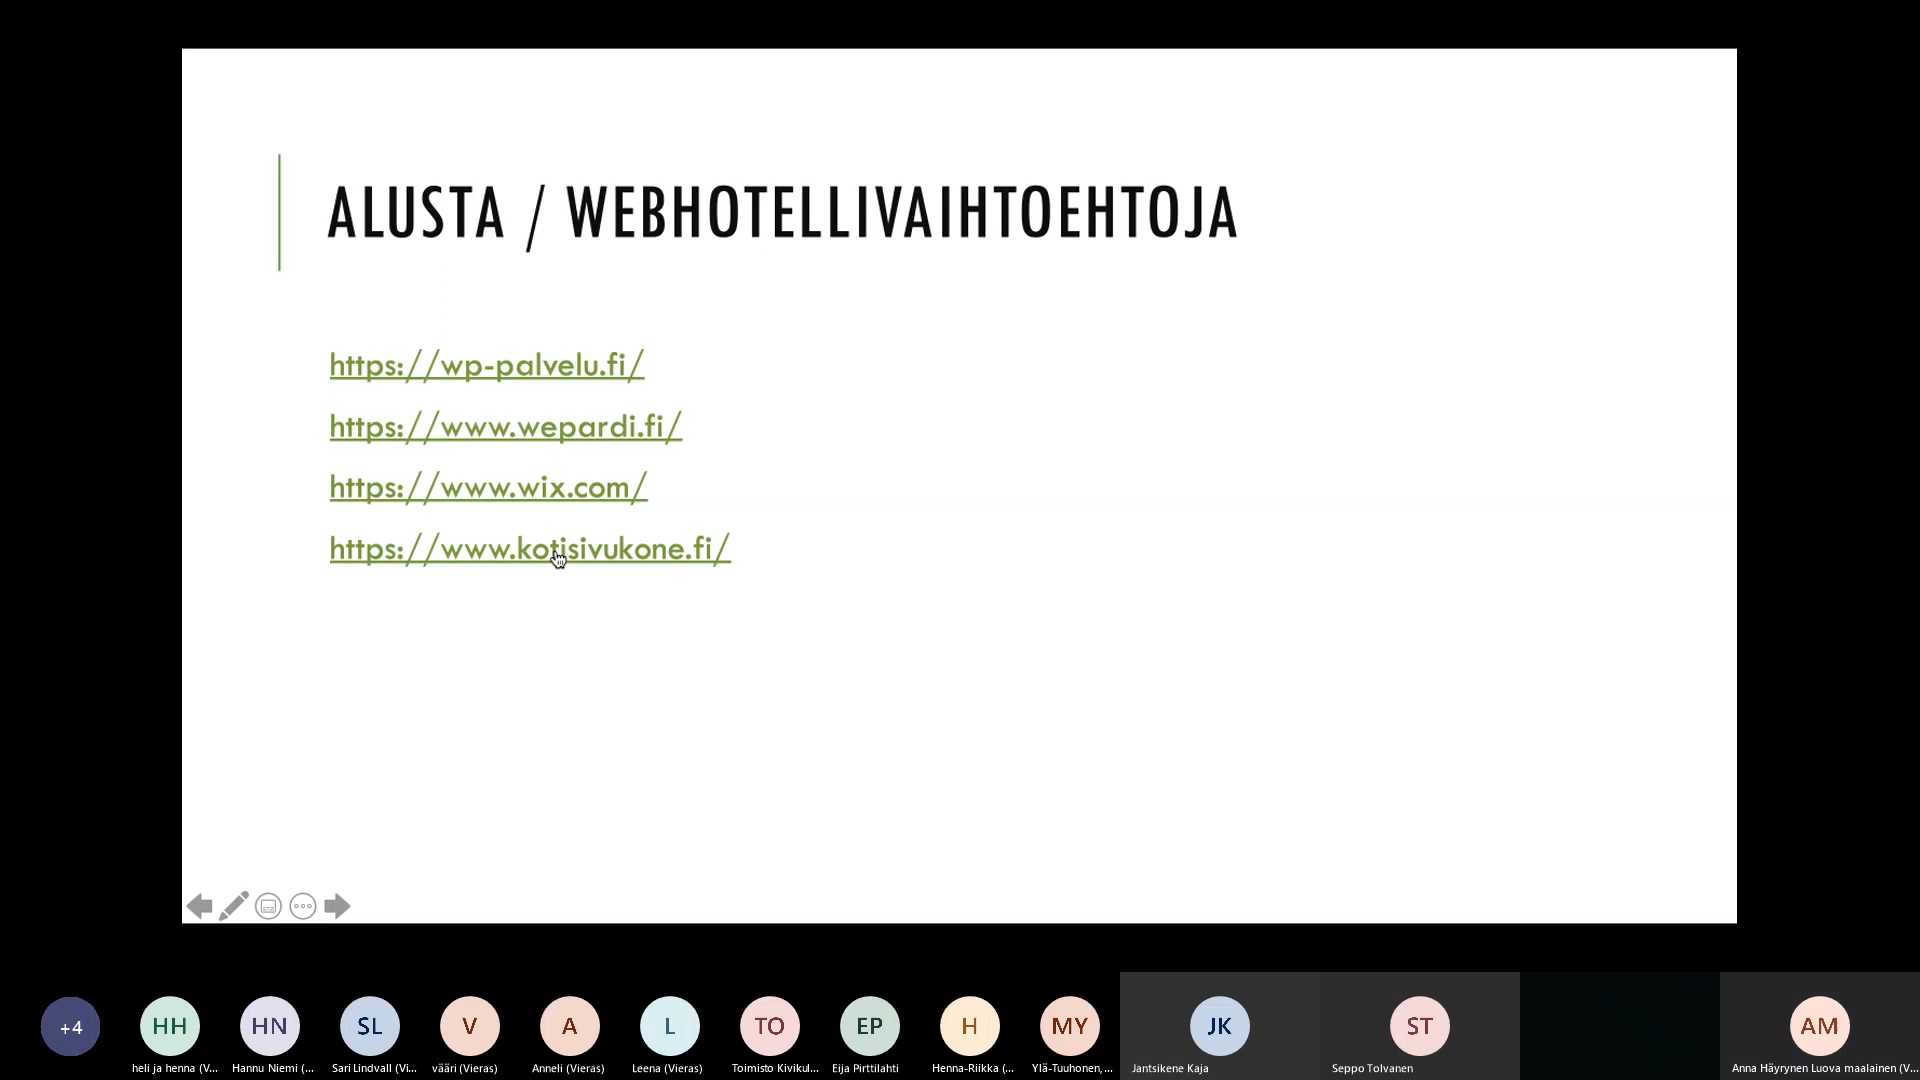 ALUSTA / WEBHOTELLIVAIHTOEHTOJA
https://wp-palvelu.fi/
https://www.wepardi.fi/
https://www.wix.com/
https://www.kotisivukone.fi/
+4
HH
HN
SL
V
A
L
TO
EP
H
MY
JK
ST
AM
heli ja henna (V...
Hannu Niemi (...
Sari Lindvall (Vi...
vääri (Vieras)
Anneli (Vieras)
Leena (Vieras)
Toimisto Kivikul...
Eija Pirttilahti
Henna-Riikka (...
Ylä-Tuuhonen, ...
Jantsikene Kaja
Seppo Tolvanen
Anna Häyrynen Luova maalainen (V...